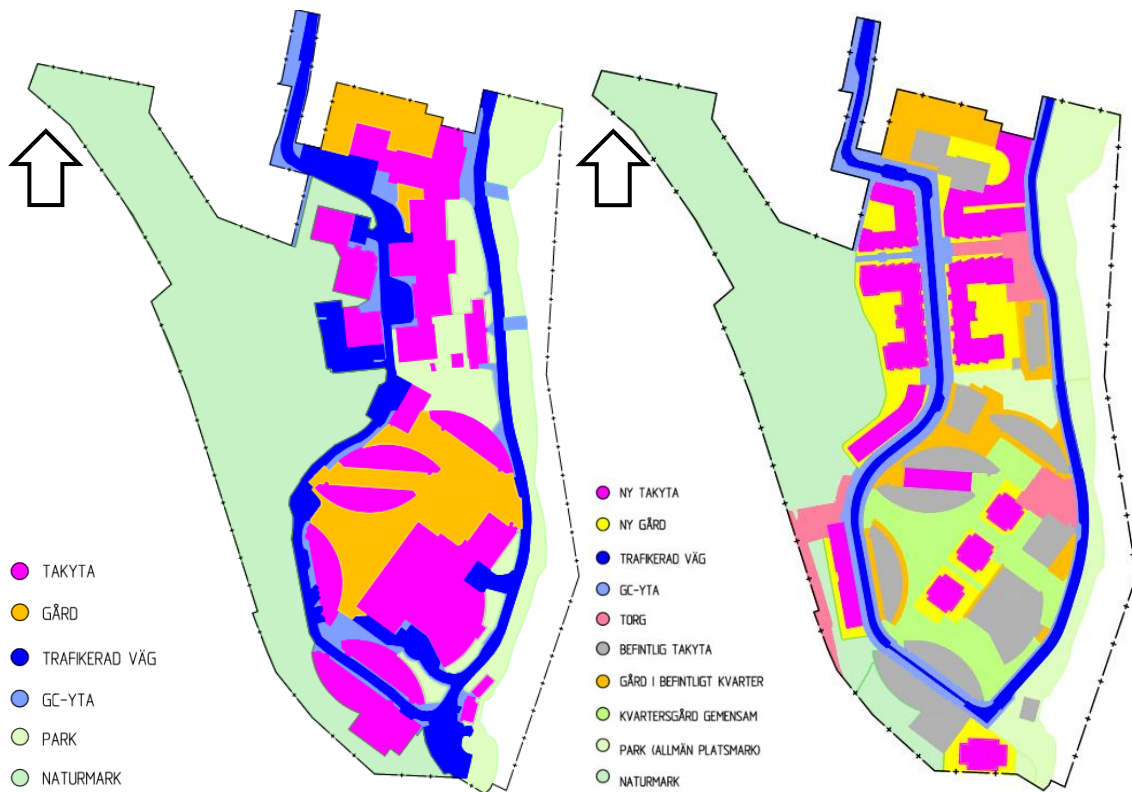 TAKYTA
GÅRD
TRAFIKERAD VÄG
GC-YTA
PARK
NATURMARK
NY TAKYTA
NY GÅRD
TRAFIKERAD VÄG
GC-YTA
TORG
BEFINTLIG TAKYTA
GÅRD I BEFINTLIGT KVARTER
KVARTERSGÅRD GEMENSAM
PARK (ALLMÄN PLATSMARK)
NATURMARK